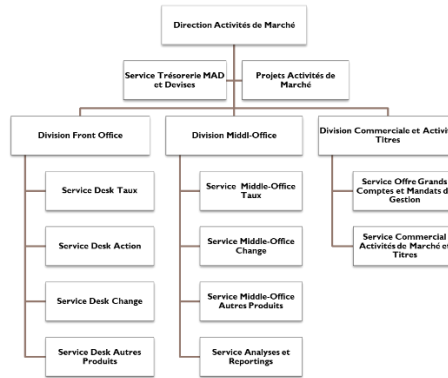 Direction Activités de Marché
Service Trésorerie MAD
et Devises
Projets Activités de
Marché
Division Front Office
Division Middl-Office
Division Commerciale et Activit
Titres
Service Desk Taux
Service Desk Action
Service Desk Change
Service Desk Autres
Produits
Service Middle-Office
Taux
Service Middle-Office
Change
Service Middle-Office
Autres Produits
Service Analyses et
Reportings
Service Offre Grands
Comptes et Mandats d
Gestion
Service Commercial
Activités de Marché et
Titres